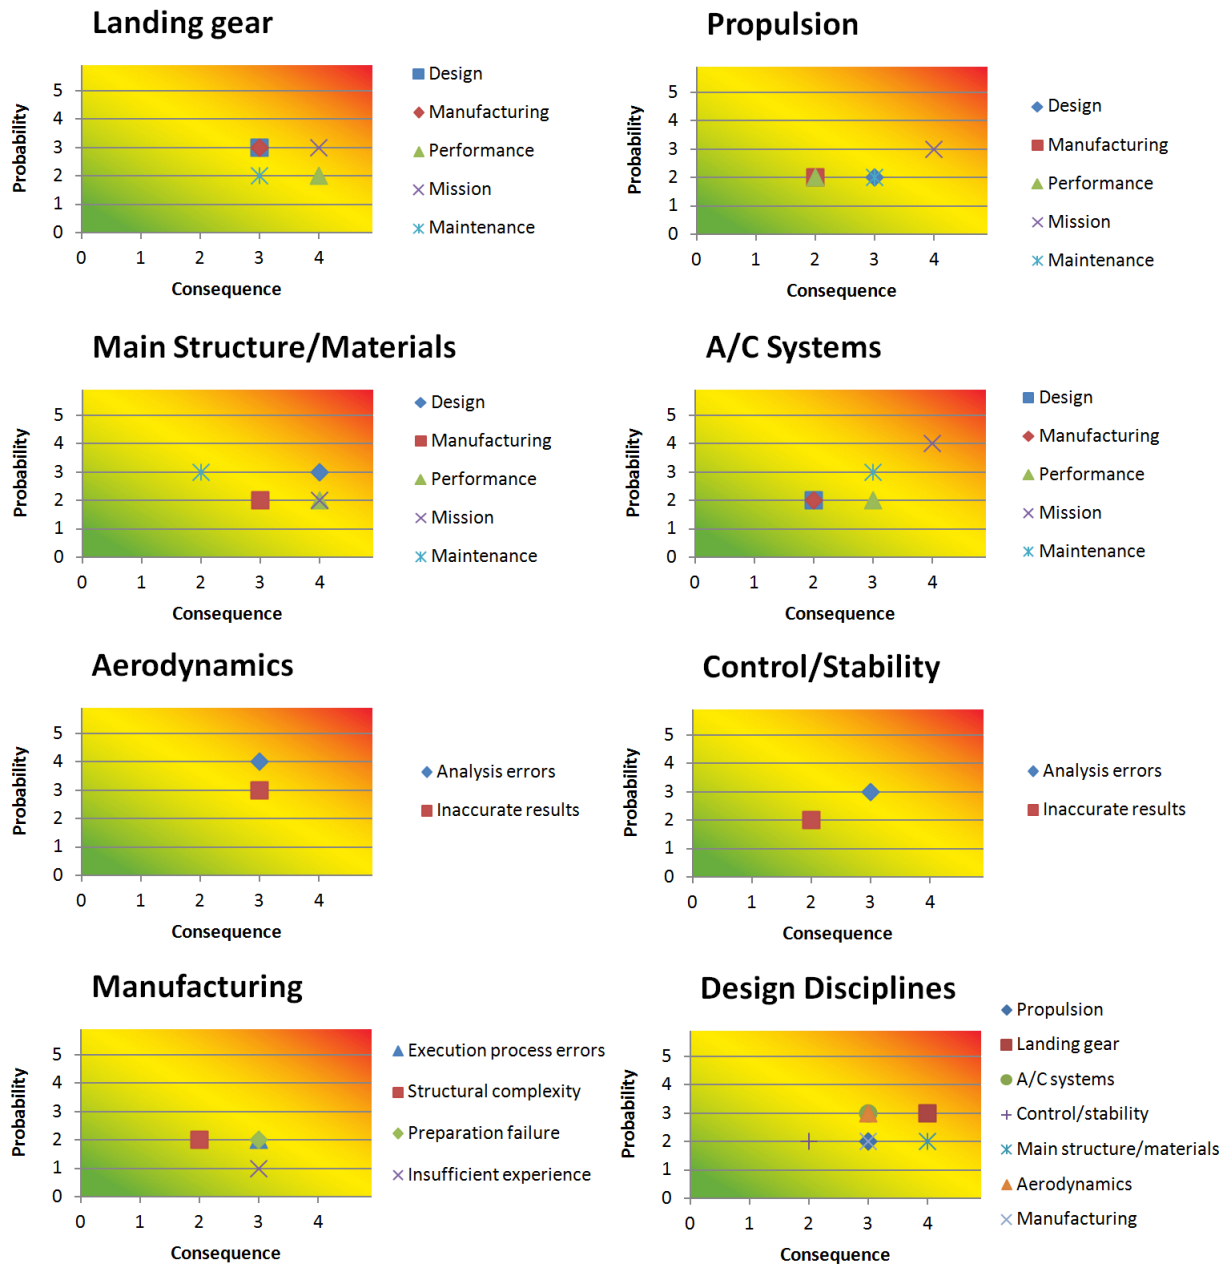 Landing gear
Probability
5
4
3
2
1
0
0 1 2 3 4
Consequence
Design
Manufacturing
Performance
Mission
Maintenance
Propulsion
Probability
5
4
3
2
1
0
0 1 2 3 4
Consequence
Design
Manufacturing
Performance
Mission
Maintenance
Main Structure/Materials
Probability
5
4
3
2
1
0
0 1 2 3 4
Consequence
Design
Manufacturing
Performance
Mission
Maintenance
A/C Systems
Probability
5
4
3
2
1
0
0 1 2 3 4
Consequence
Design
Manufacturing
Performance
Mission
Maintenance
Aerodynamics
Probability
5
4
3
2
1
0
0 1 2 3 4
Consequence
Analysis errors
Inaccurate results
Control/Stability
Probability
5
4
3
2
1
0
0 1 2 3 4
Consequence
Analysis errors
Inaccurate results
Manufacturing
Probability
5
4
3
2
1
0
0 1 2 3 4
Consequence
Execution process errors
Structural complexity
Preparation failure
Insufficient experience
Design Disciplines
Probability
5
4
3
2
1
0
0 1 2 3 4
Consequence
Propulsion
Landing gear
A/C systems
Control/stability
Main structure/materials
Aerodynamics
Manufacturing